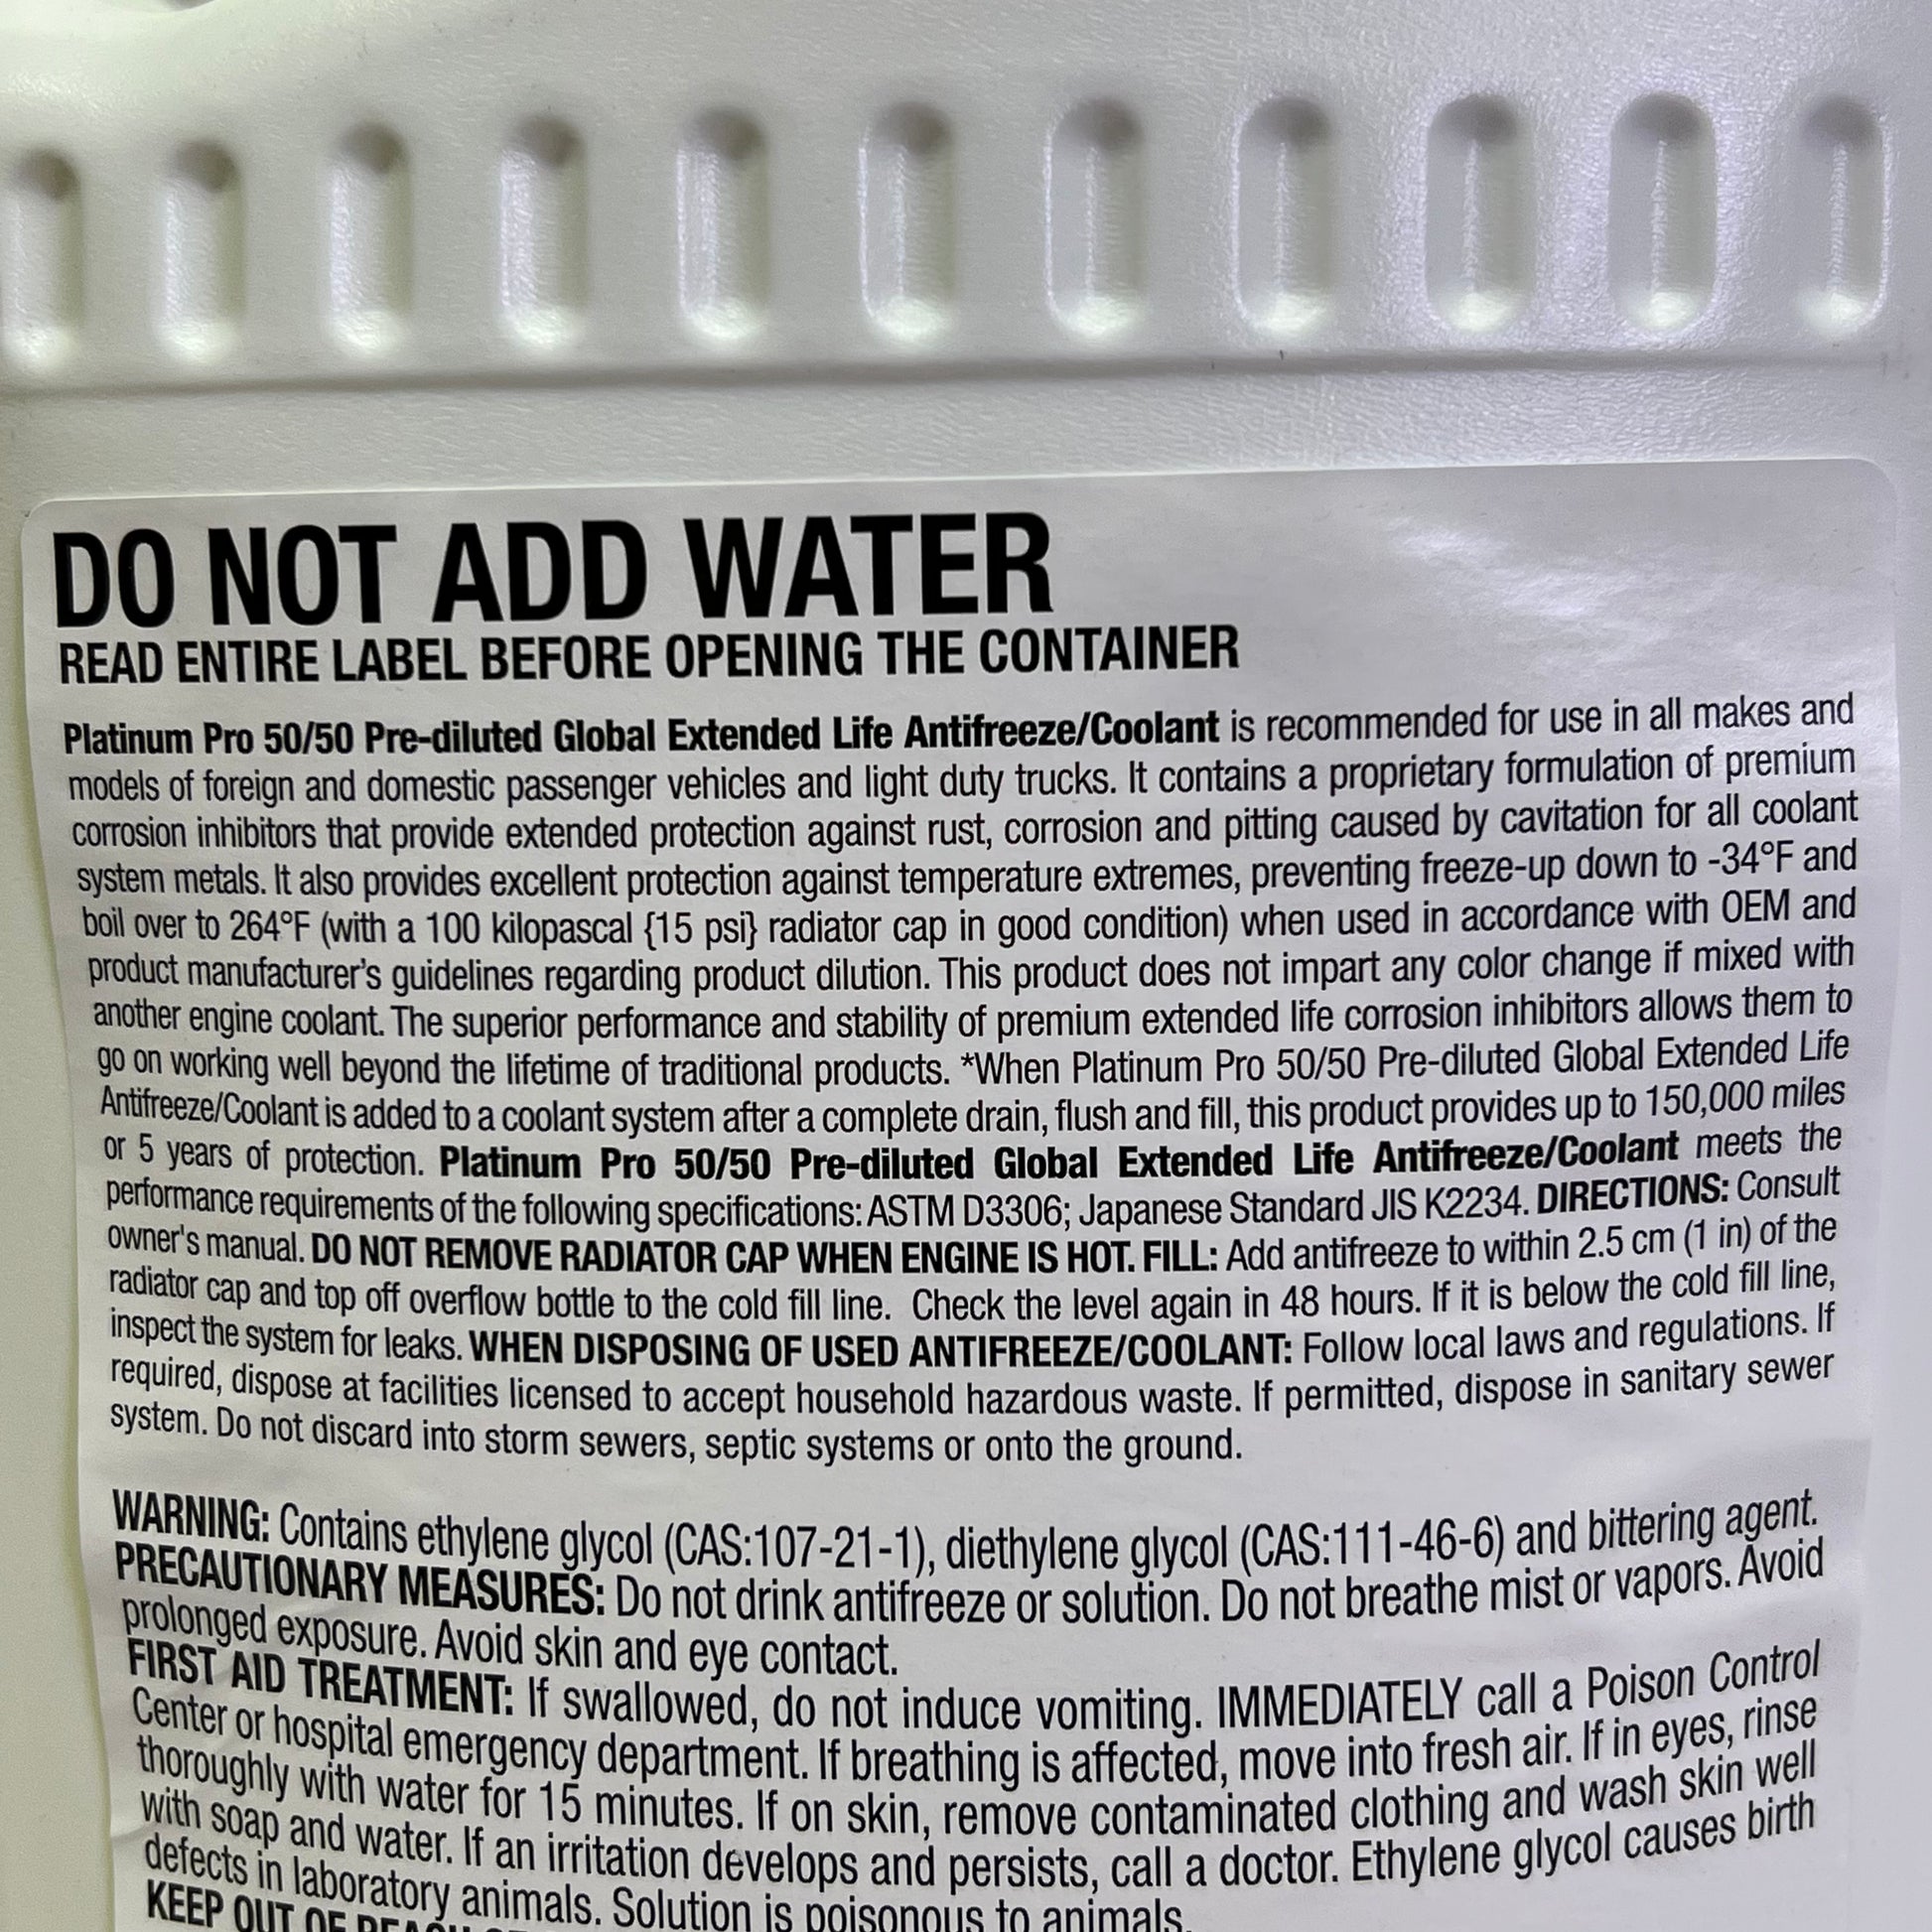 DO NOT ADD WATER
READ ENTIRE LABEL BEFORE OPENING THE CONTAINER
Platinum Pro 50/50 Pre-diluted Global Extended Life Antifreeze/Coolant is recommended for use in all makes and
models of foreign and domestic passenger vehicles and light duty trucks. It contains a proprietary formulation of premium
corrosion inhibitors that provide extended protection against rust, corrosion and pitting caused by cavitation for all coolant
system metals. It also provides excellent protection against temperature extremes, preventing freeze-up down to -34°F and
boil over to 264°F (with a 100 kilopascal {15 psi} radiator cap in good condition) when used in accordance with OEM and
product manufacturer's guidelines regarding product dilution. This product does not impart any color change if mixed with
another engine coolant. The superior performance and stability of premium extended life corrosion inhibitors allows them to
go on working well beyond the lifetime of traditional products. *When Platinum Pro 50/50 Pre-diluted Global Extended Life
Antifreeze/Coolant is added to a coolant system after a complete drain, flush and fill, this product provides up to 150,000 miles
or 5 years of protection. Platinum Pro 50/50 Pre-diluted Global Extended Life Antifreeze/Coolant meets the
performance requirements of the following specifications: ASTM D3306; Japanese Standard JIS K2234. DIRECTIONS: Consult
owner's manual. DO NOT REMOVE RADIATOR CAP WHEN ENGINE IS HOT. FILL: Add antifreeze to within 2.5 cm (1 in) of the
radiator cap and top off overflow bottle to the cold fill line. Check the level again in 48 hours. If it is below the cold fill line,
inspect the system for leaks. WHEN DISPOSING OF USED ANTIFREEZE/COOLANT: Follow local laws and regulations. If
required, dispose at facilities licensed to accept household hazardous waste. If permitted, dispose in sanitary sewer
system. Do not discard into storm sewers, septic systems or onto the ground.
WARNING: Contains ethylene glycol (CAS:107-21-1), diethylene glycol (CAS:111-46-6) and bittering agent.
PRECAUTIONARY MEASURES: Do not drink antifreeze or solution. Do not breathe mist or vapors. Avoid
prolonged exposure. Avoid skin and eye contact.
FIRST AID TREATMENT: If swallowed, do not induce vomiting. IMMEDIATELY call a Poison Control
Center or hospital emergency department. If breathing is affected, move into fresh air. If in eyes, rinse
thoroughly with water for 15 minutes. If on skin, remove contaminated clothing and wash skin well
with soap and water. If an irritation develops and persists, call a doctor. Ethylene glycol causes birth
defects in laboratory animals. Solution is poisonous to animals.
KEEP OUT OF REACH